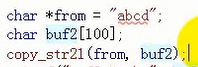 char *from = "abcd";
char buf2[100];
copy_str21(from, buf2);